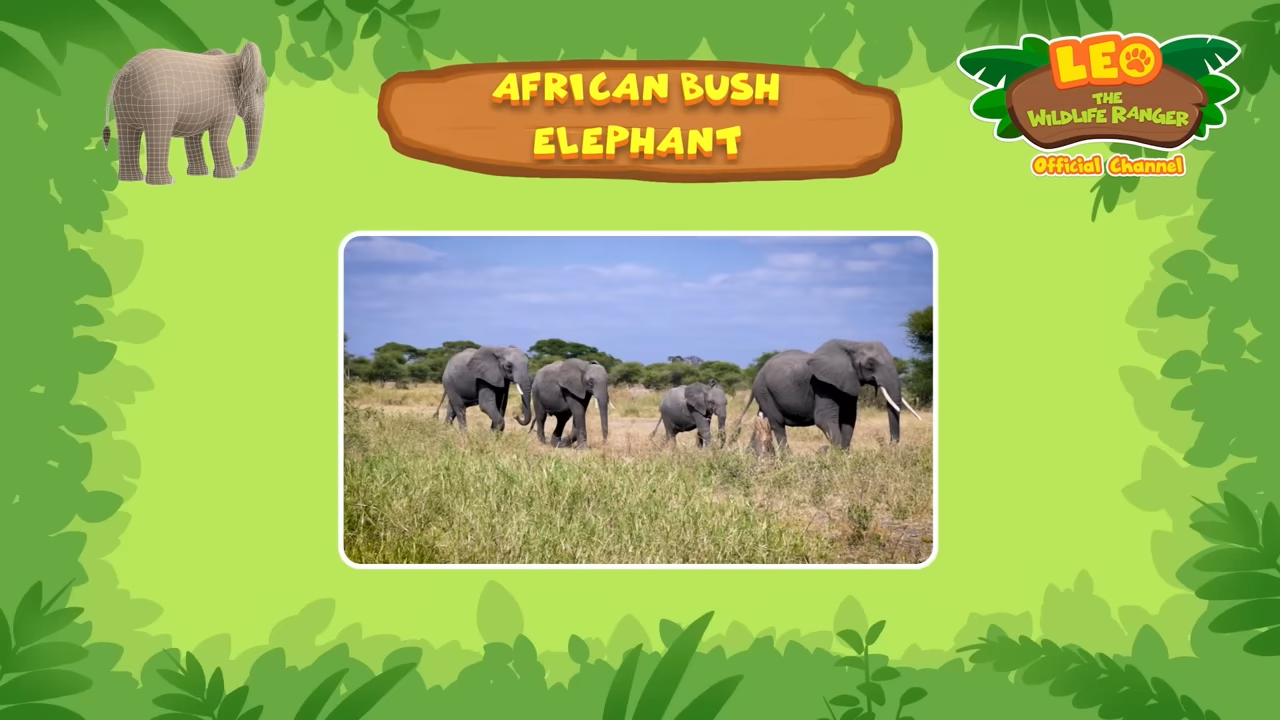 AFRICAN BUSH
ELEPHANT
LEO
THE
WILDLIFE RANGER
Official Channel